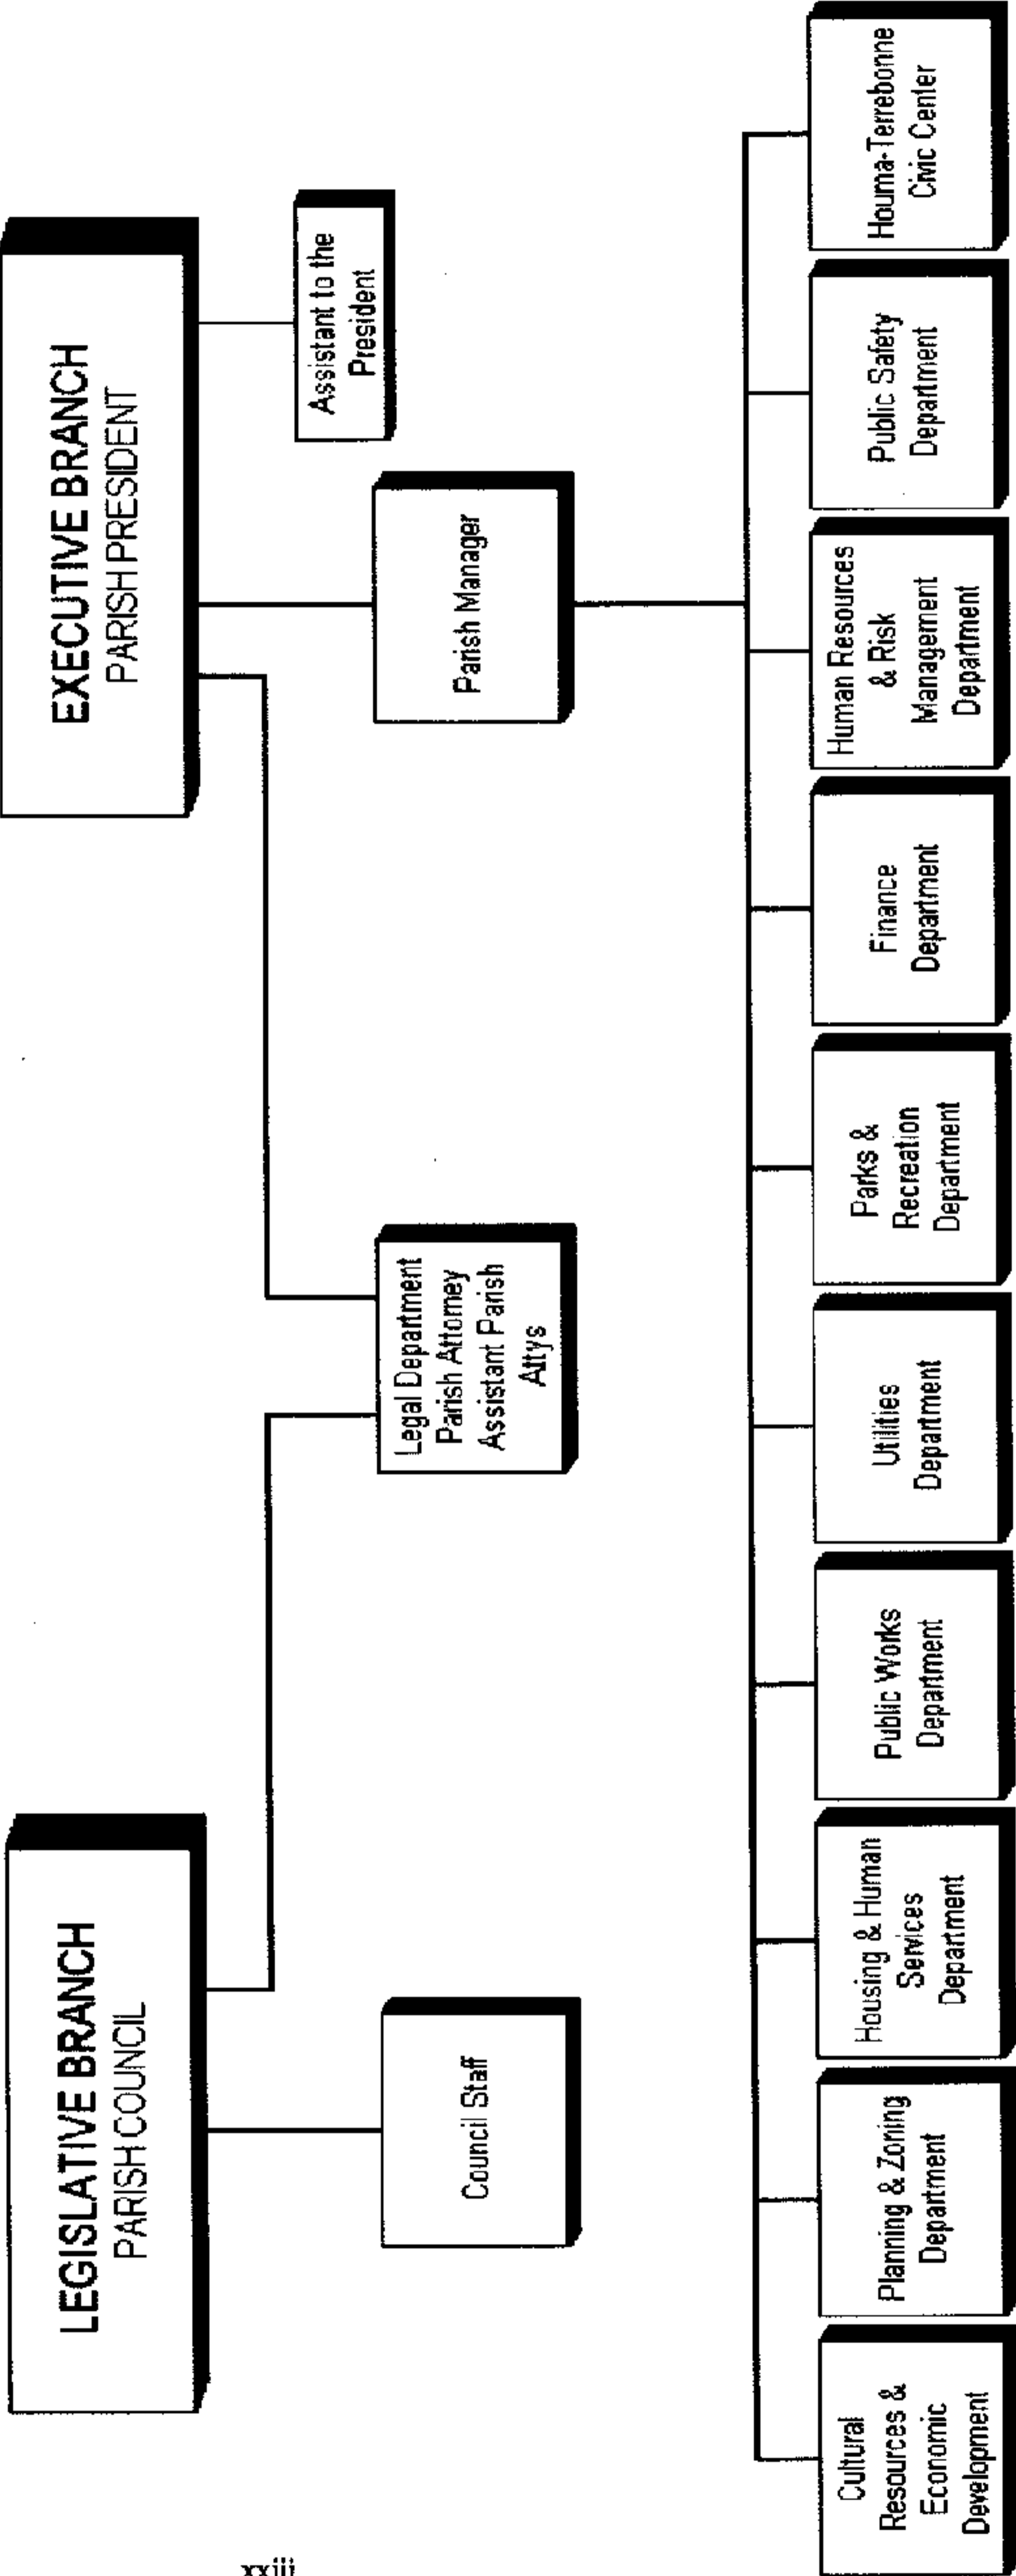 LEGISLATIVE BRANCH
PARISH COUNCIL
EXECUTIVE BRANCH
PARISH PRESIDENT
Assistant to the
President
Council Staff
Legal Department
Parish Attorney
Assistant Parish
Attys
Parish Manager
Cultural
Resources &
Economic
Development
Planning & Zoning
Department
Housing & Human
Services
Department
Public Works
Department
Utilities
Department
Parks &
Recreation
Department
Finance
Department
Human Resources
& Risk
Management
Department
Public Safety
Department
Houma-Terrebonne
Civic Center
xxiii